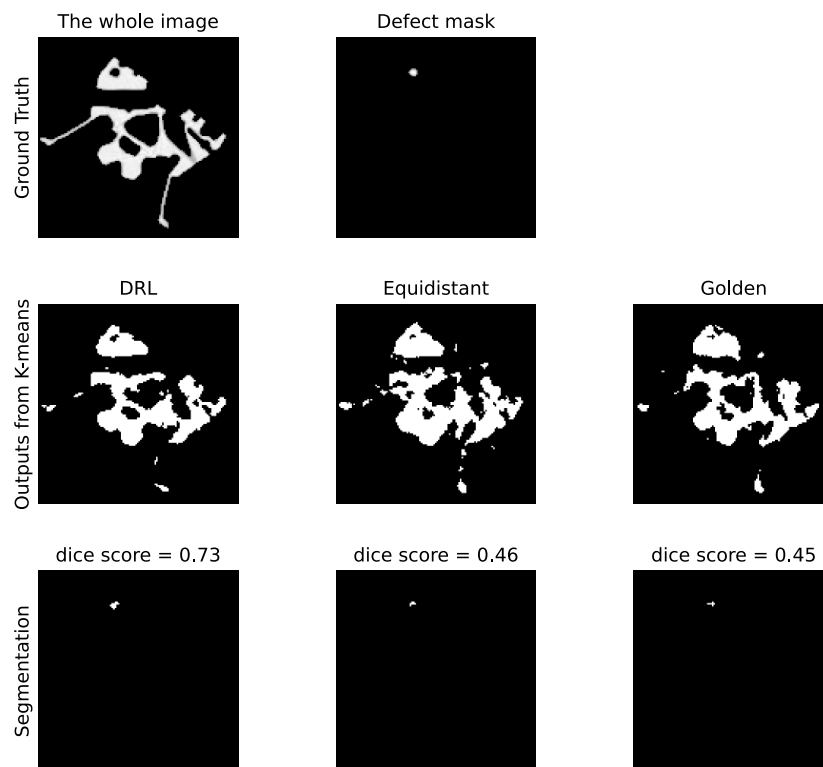 The whole image
Defect mask
Ground Truth
DRL
Equidistant
Golden
Outputs from K-means
dice score = 0.73
dice score = 0.46
dice score = 0.45
Segmentation